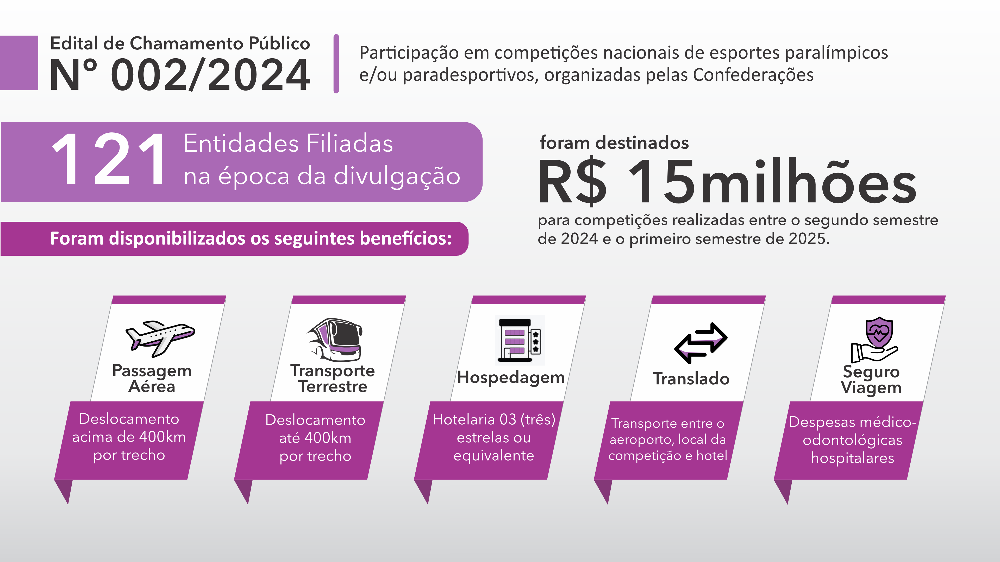 Edital de Chamamento Público
N° 002/2024
Participação em competições nacionais de esportes paralímpicos
e/ou paradesportivos, organizadas pelas Confederações
121
Entidades Filiadas
na época da divulgação
foram destinados
R$ 15milhões
para competições realizadas entre o segundo semestre
de 2024 e o primeiro semestre de 2025.
Foram disponibilizados os seguintes benefícios:
Passagem
Aérea
Deslocamento
acima de 400km
por trecho
Transporte
Terrestre
Deslocamento
até 400km
por trecho
Hospedagem
Hotelaria 03 (três)
estrelas ou
equivalente
Translado
Transporte entre o
aeroporto, local da
competição e hotel
Seguro
Viagem
Despesas médico-
odontológicas
hospitalares